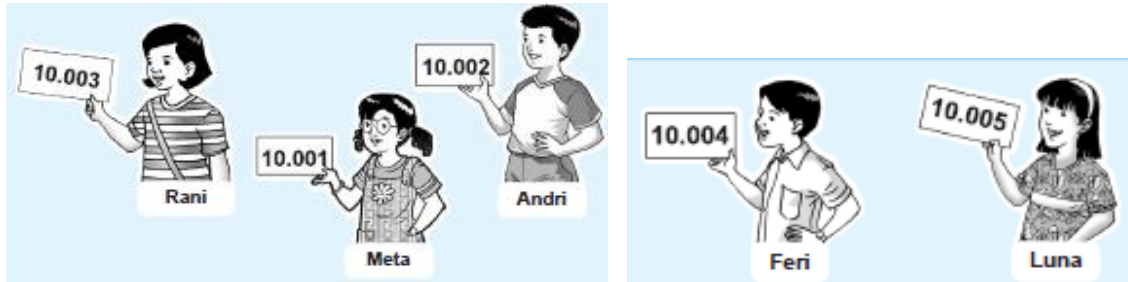 10.003
Rani
10.001
Meta
10.002
Andri
10.004
Feri
10.005
Luna